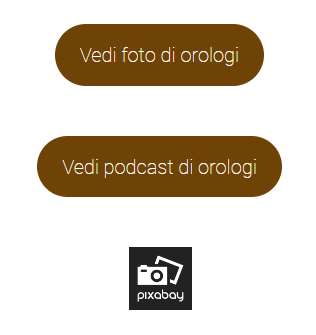 Vedi foto di orologi
Vedi podcast di orologi
pixabay